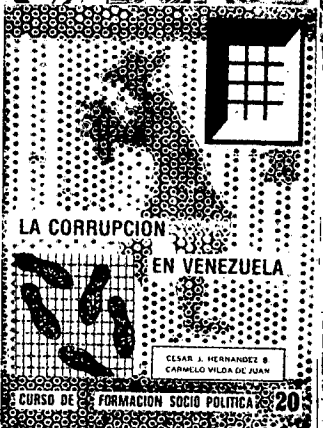 LA CORRUPCION
EN VENEZUELA
CESAR J. HERNANDEZ B.
CARMELO VILDA DE JUAN
CURSO DE FORMACION SOCIO POLITICA 20